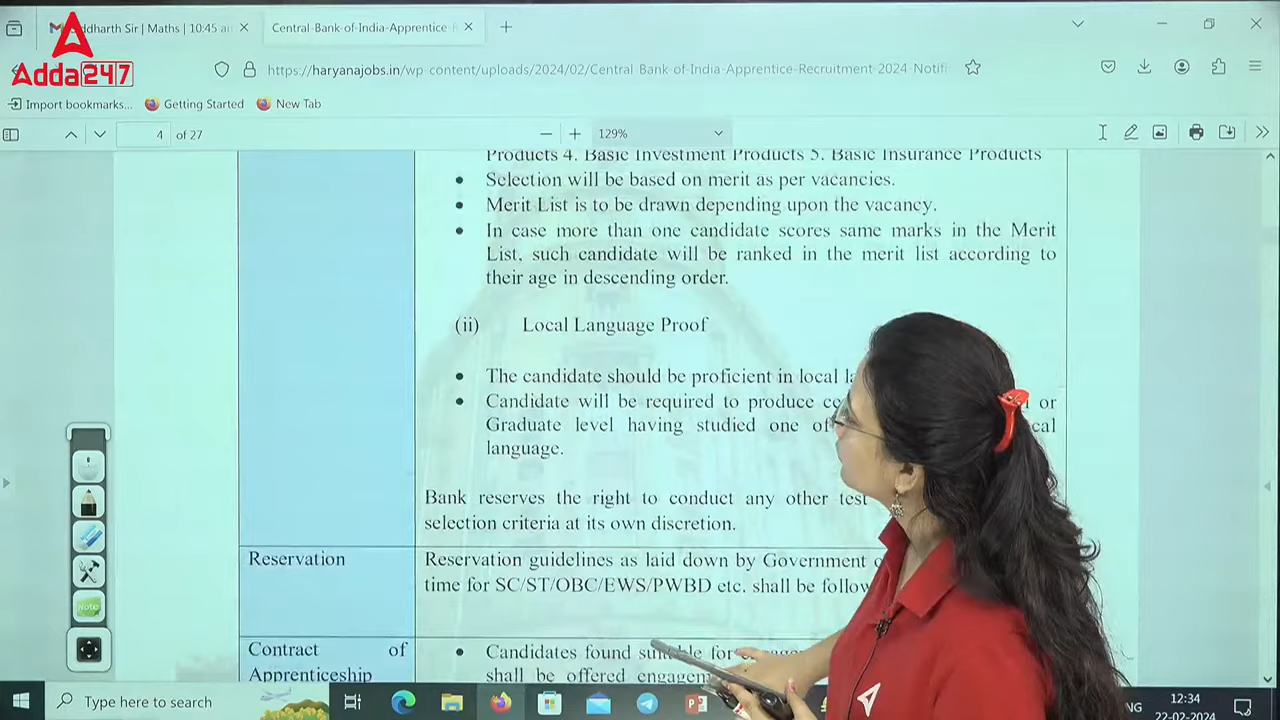 ddharth Sir | Maths | 10:45 a
Central-Bank-of-India-Apprentice-
Adda247
https://haryanajobs.in/wp-content/uploads/2024/02/Central Bank-of-India-Apprentice-Recruitment-2024-Notifi
Import bookmarks...
Getting Started
New Tab
4 of 27
129%
Products 4. Basic Investment Products 5. Basic Insurance Products
• Selection will be based on merit as per vacancies.
• Merit List is to be drawn depending upon the vacancy.
• In case more than one candidate scores same marks in the Merit
List, such candidate will be ranked in the merit list according to
their age in descending order.
(ii) Local Language Proof
• The candidate should be proficient in local la
• Candidate will be required to produce ce or
Graduate level having studied one of cal
language.
Bank reserves the right to conduct any other test
selection criteria at its own discretion.
Reservation
Reservation guidelines as laid down by Government o
time for SC/ST/OBC/EWS/PWBD etc. shall be follow
Contract of
Apprenticeship
• Candidates found suitable for
shall be offered engagem
Note
Type here to search
NG
12:34
22-02-2024